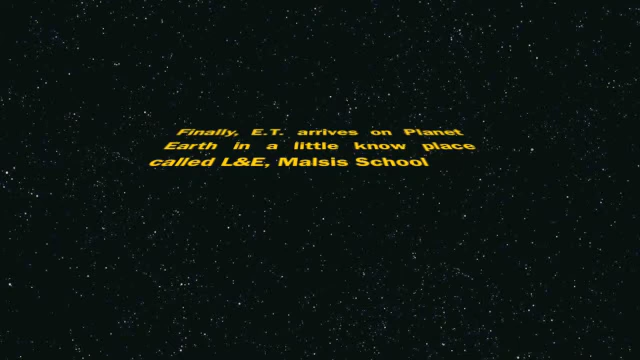 Finally, E.T. arrives on Planet
Earth in a little know place
called L&E, Malsis School